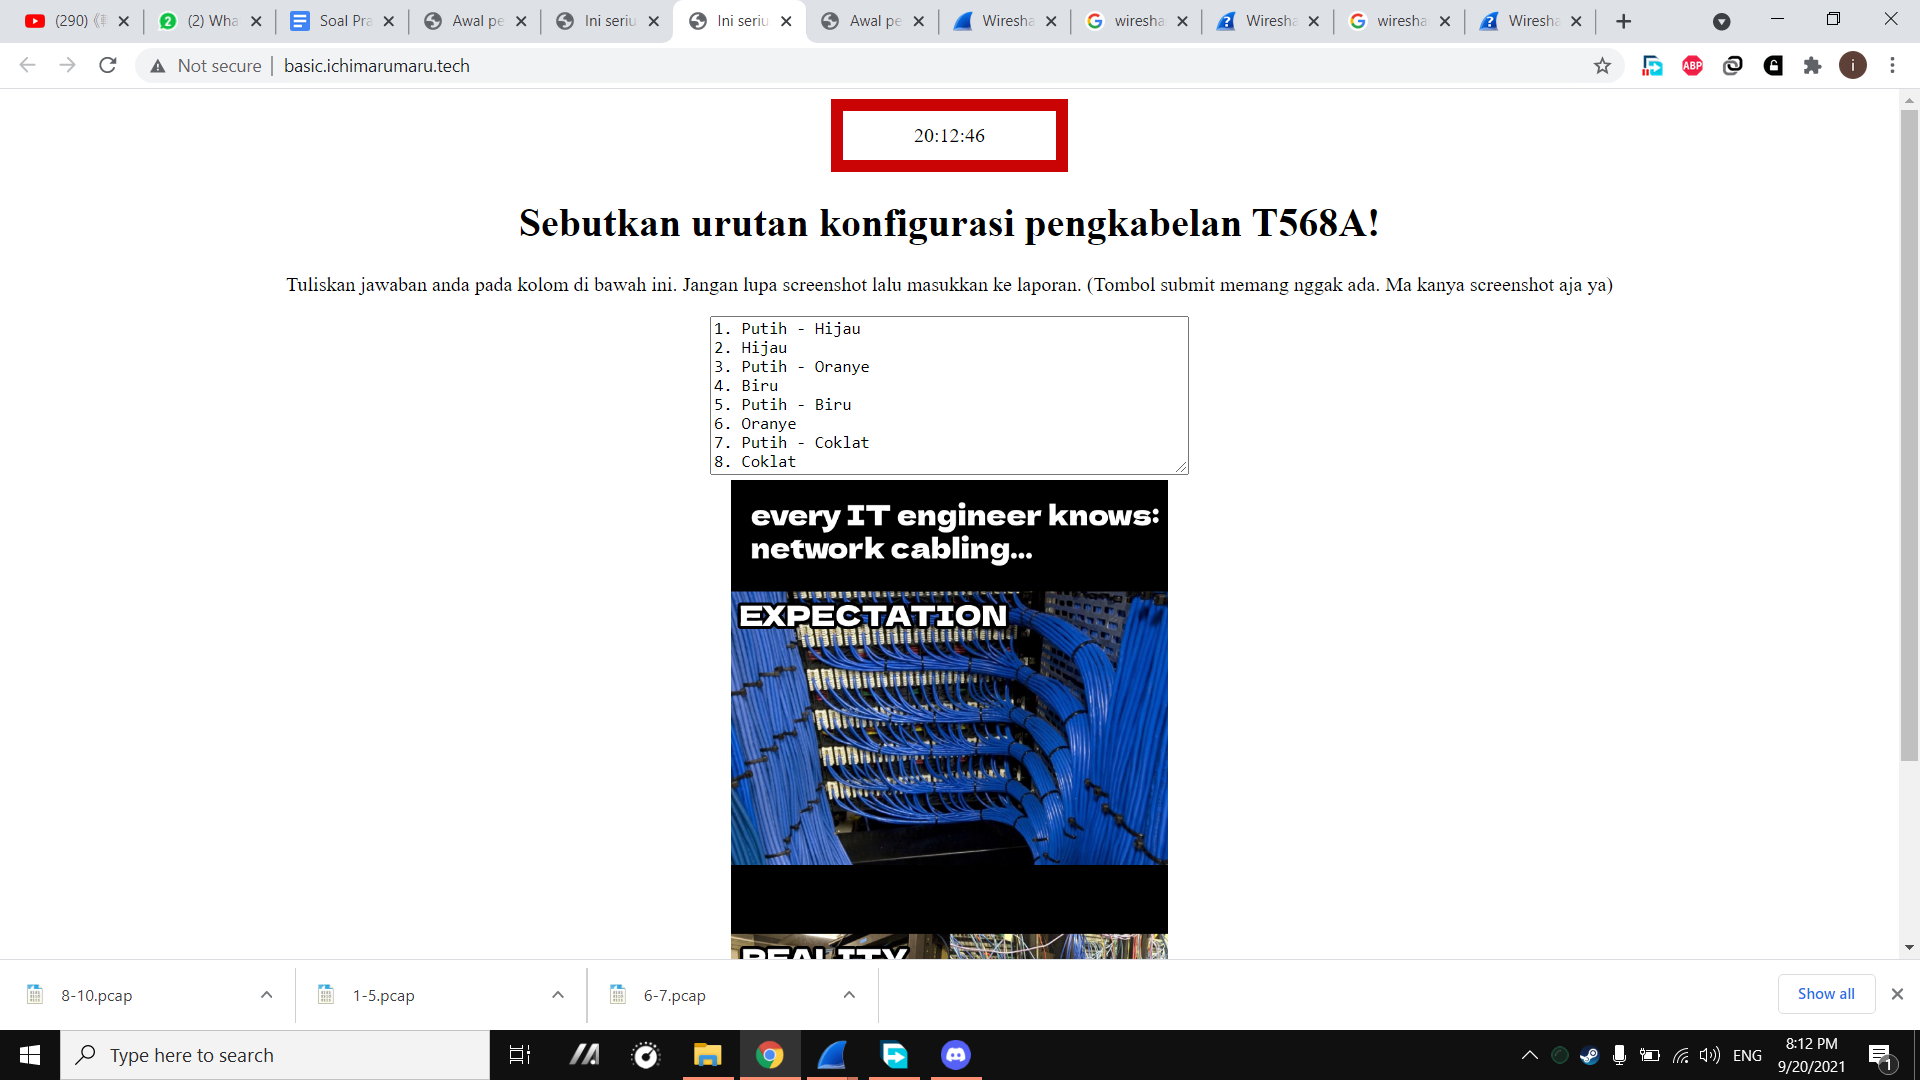 (290)
(2) Wha
Soal Pra
Awal pe
Ini seriu
Ini seriu
Awal pe
Wiresha
wiresha
Wiresha
wiresha
Wiresha
Not secure
basic.ichimarumaru.tech
ABP
i
20:12:46
Sebutkan urutan konfigurasi pengkabelan T568A!
Tuliskan jawaban anda pada kolom di bawah ini. Jangan lupa screenshot lalu masukkan ke laporan. (Tombol submit memang nggak ada. Ma kanya screenshot aja ya)
1. Putih - Hijau
2. Hijau
3. Putih - Oranye
4. Biru
5. Putih - Biru
6. Oranye
7. Putih - Coklat
8. Coklat
every IT engineer knows:
network cabling...
EXPECTATION
REALITY
8-10.pcap
1-5.pcap
6-7.pcap
Show all
Type here to search
ENG
8:12 PM
9/20/2021
1